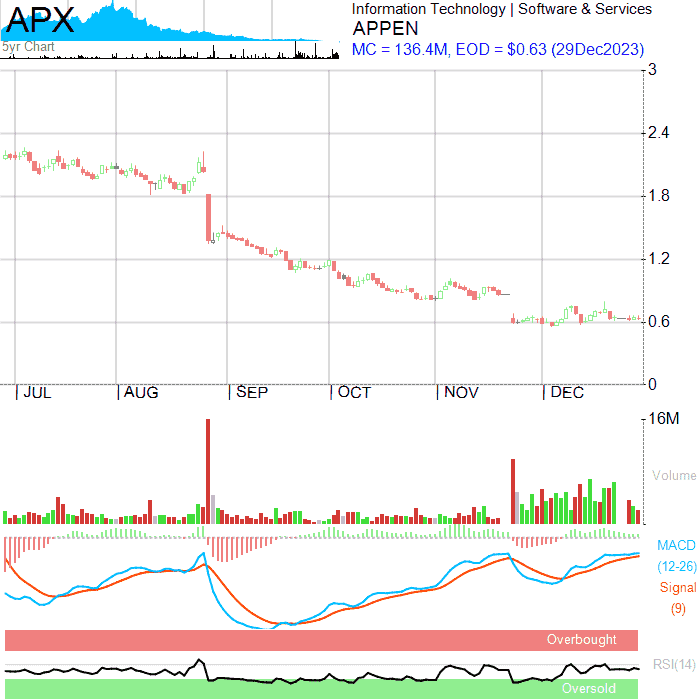 APX
5yr Chart
Information Technology | Software & Services
APPEN
MC = 136.4M, EOD = $0.63 (29Dec2023)
3
2.4
1.8
1.2
0.6
0
| JUL | AUG | SEP | OCT | NOV | DEC
16M
Volume
MACD
(12-26)
Signal
(9)
Overbought
RSI(14)
Oversold